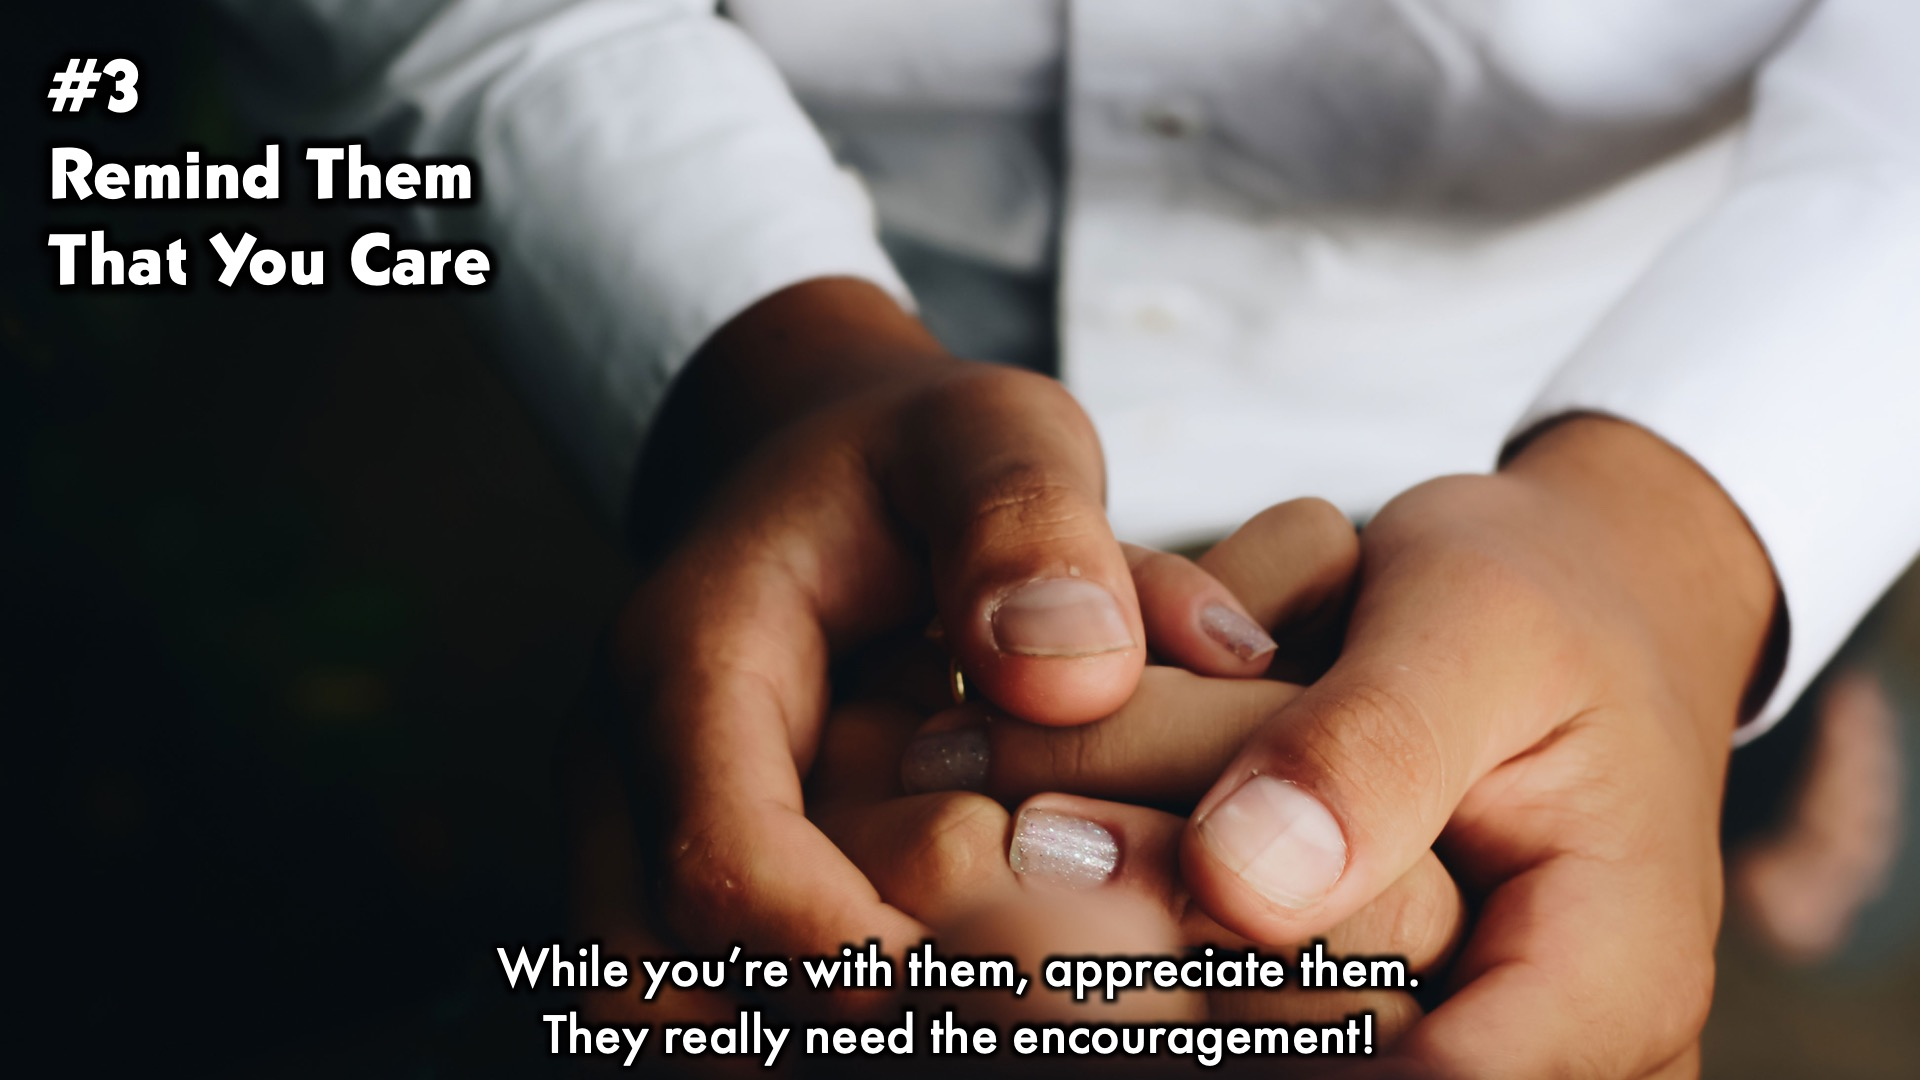 #3
Remind Them
That You Care
While you’re with them, appreciate them.
They really need the encouragement!